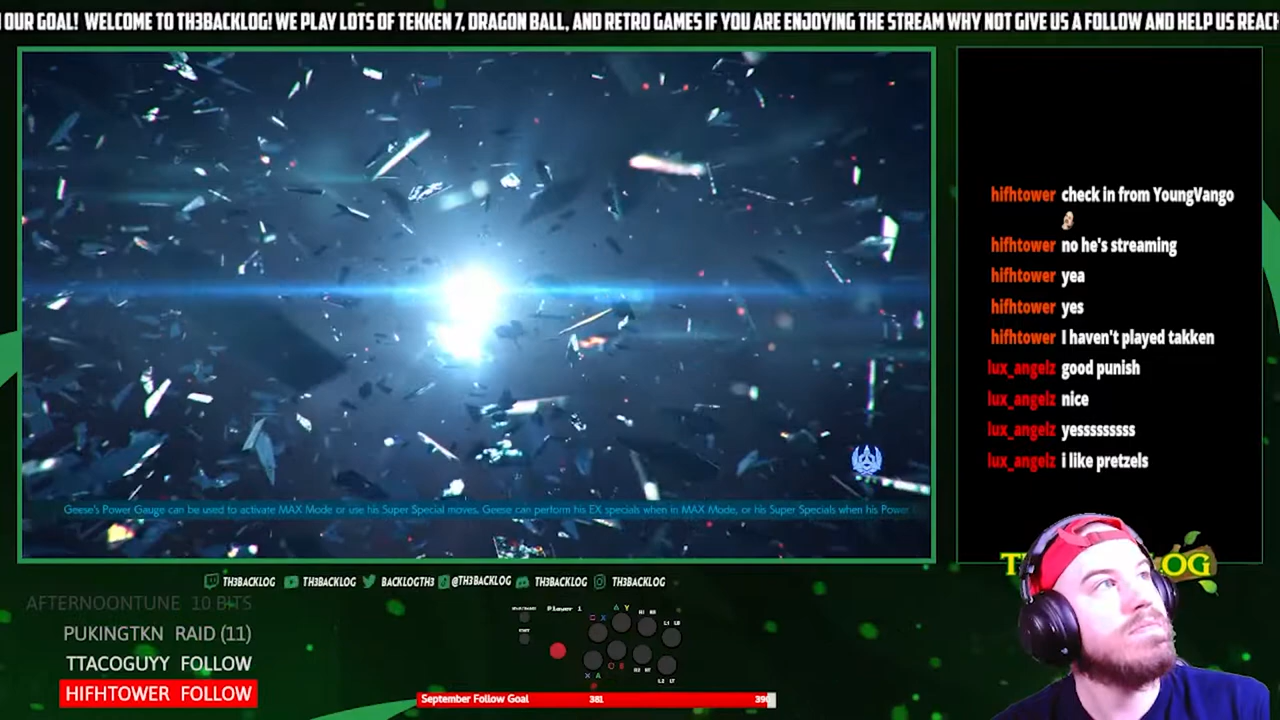 OUR GOAL! WELCOME TO TH3BACKLOG! WE PLAY LOTS OF TEKKEN 7, DRAGON BALL, AND RETRO GAMES IF YOU ARE ENJOYING THE STREAM WHY NOT GIVE US A FOLLOW AND HELP US REACH
hifhtower check in from YoungVango
hifhtower no he's streaming
hifhtower yea
hifhtower yes
hifhtower I haven't played takken
lux_angelz good punish
lux_angelz nice
lux_angelz yesssssssss
lux_angelz i like pretzels
Geese's Power Gauge can be used to activate MAX Mode or use his Super Special moves. Geese can perform his EX specials when in MAX Mode, or his Super Specials when his Power
TH3BACKLOG TH3BACKLOG BACKLOGTH3 @TH3BACKLOG TH3BACKLOG TH3BACKLOG
AFTERNOONTUNE 10 BITS
PUKINGTKN RAID (11)
TTACOGUYY FOLLOW
HIFHTOWER FOLLOW
Player 1
September Follow Goal 381 390